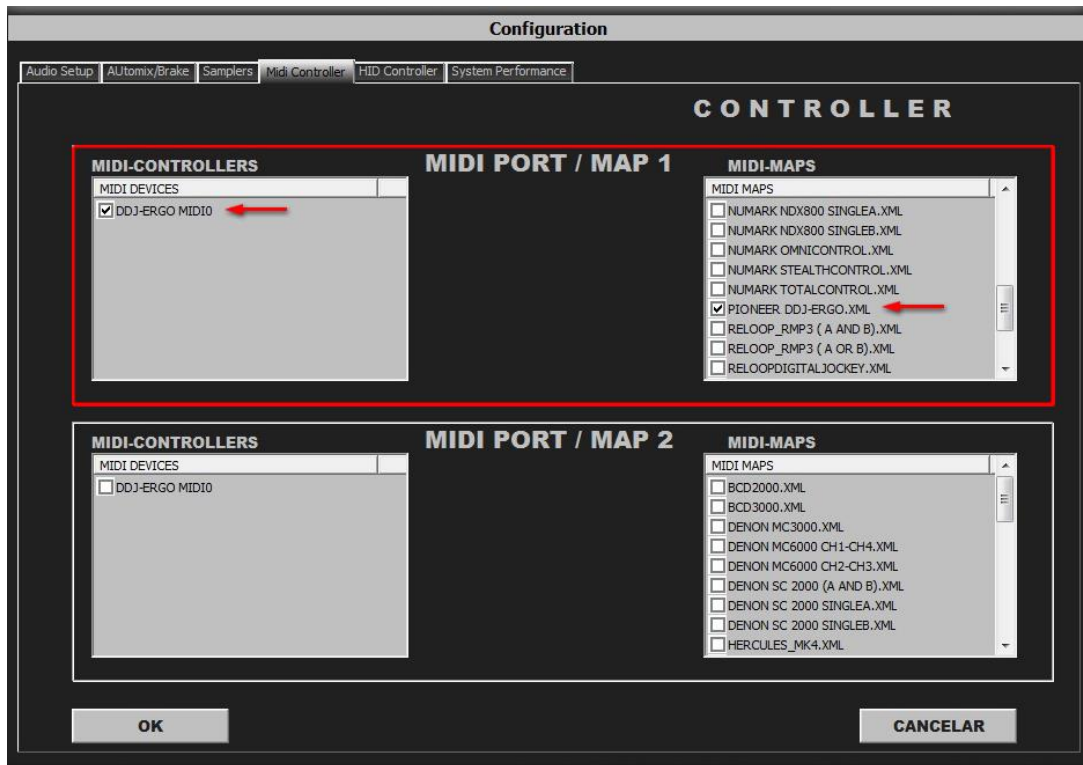 Configuration
Audio Setup AUtomix/Brake Samplers Midi Controller HID Controller System Performance
CONTROLLER
MIDI-CONTROLLERS
MIDI DEVICES
DDJ-ERGO MIDI0
MIDI PORT / MAP 1
MIDI-MAPS
MIDI MAPS
NUMARK NDX800 SINGLEA.XML
NUMARK NDX800 SINGLEB.XML
NUMARK OMNICONTROL.XML
NUMARK STEALTHCONTROL.XML
NUMARK TOTALCONTROL.XML
PIONEER DDJ-ERGO.XML
RELOOP_RMP3 ( A AND B).XML
RELOOP_RMP3 ( A OR B).XML
RELOOPDIGITALJOCKEY.XML
MIDI-CONTROLLERS
MIDI DEVICES
DDJ-ERGO MIDI0
MIDI PORT / MAP 2
MIDI-MAPS
MIDI MAPS
BCD2000.XML
BCD3000.XML
DENON MC3000.XML
DENON MC6000 CH1-CH4.XML
DENON MC6000 CH2-CH3.XML
DENON SC 2000 (A AND B).XML
DENON SC 2000 SINGLEA.XML
DENON SC 2000 SINGLEB.XML
HERCULES_MK4.XML
OK
CANCELAR